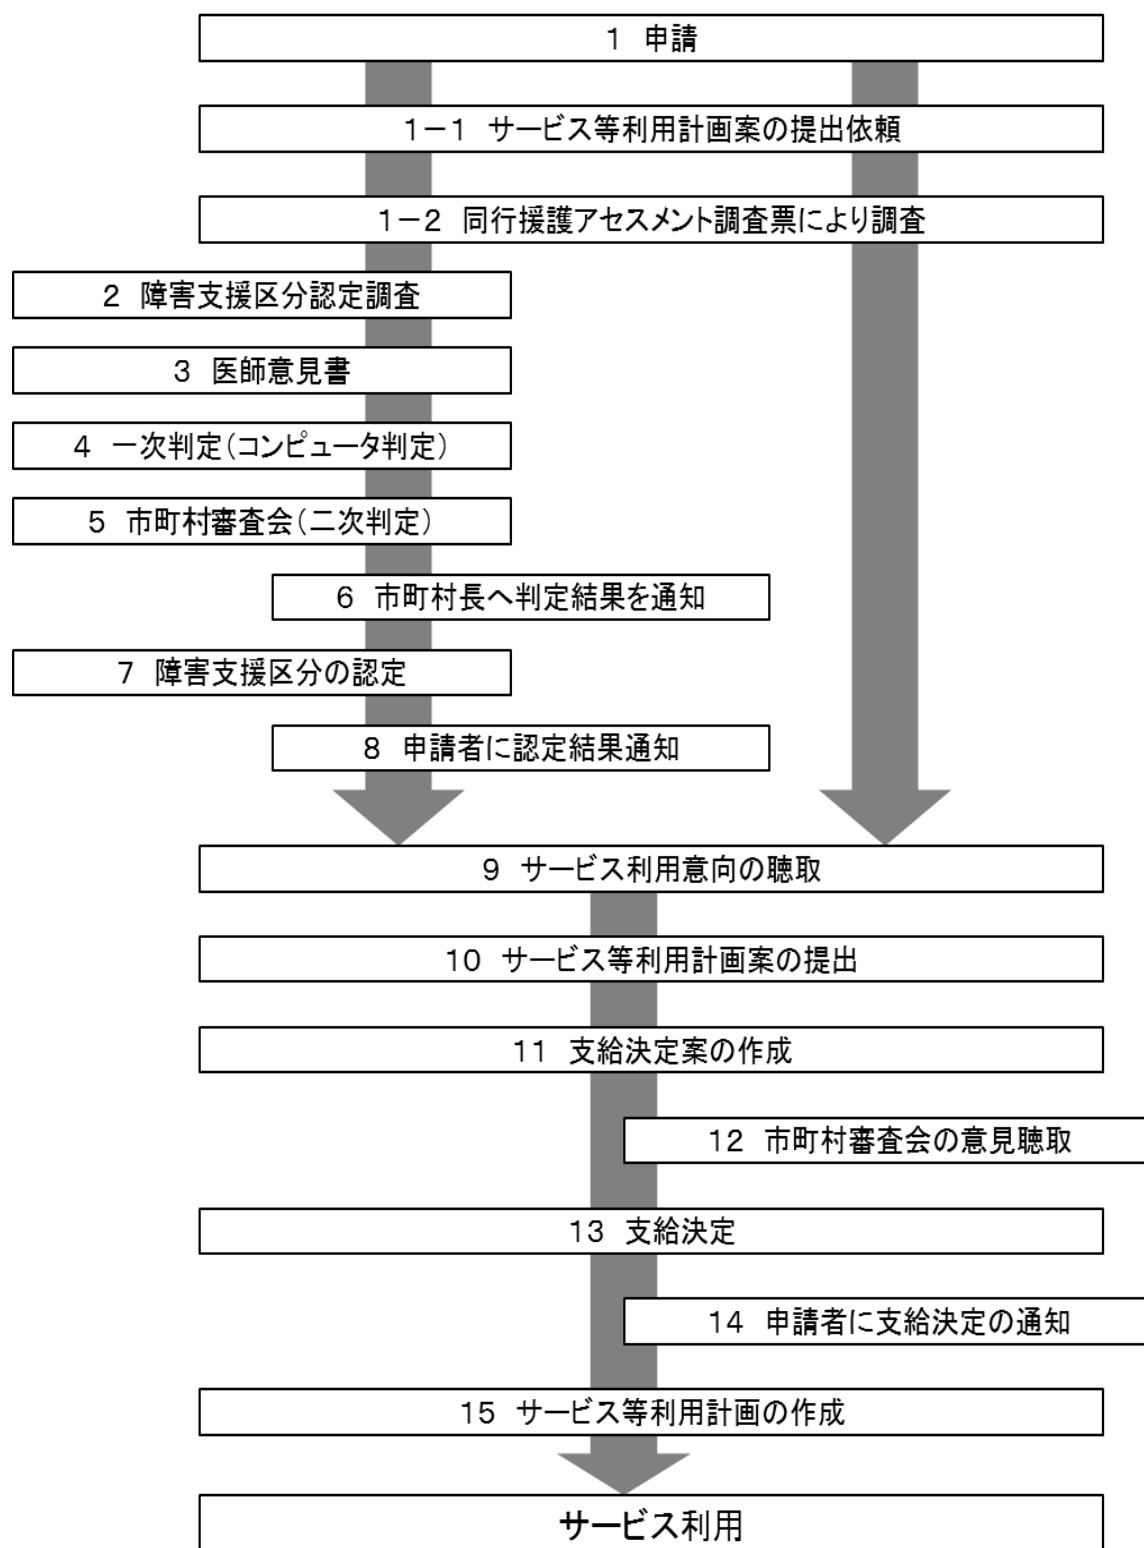 1 申請
1－1 サービス等利用計画案の提出依頼
1－2 同行援護アセスメント調査票により調査
2 障害支援区分認定調査
3 医師意見書
4 一次判定（コンピュータ判定）
5 市町村審査会（二次判定）
6 市町村長へ判定結果を通知
7 障害支援区分の認定
8 申請者に認定結果通知
9 サービス利用意向の聴取
10 サービス等利用計画案の提出
11 支給決定案の作成
12 市町村審査会の意見聴取
13 支給決定
14 申請者に支給決定の通知
15 サービス等利用計画の作成
サービス利用